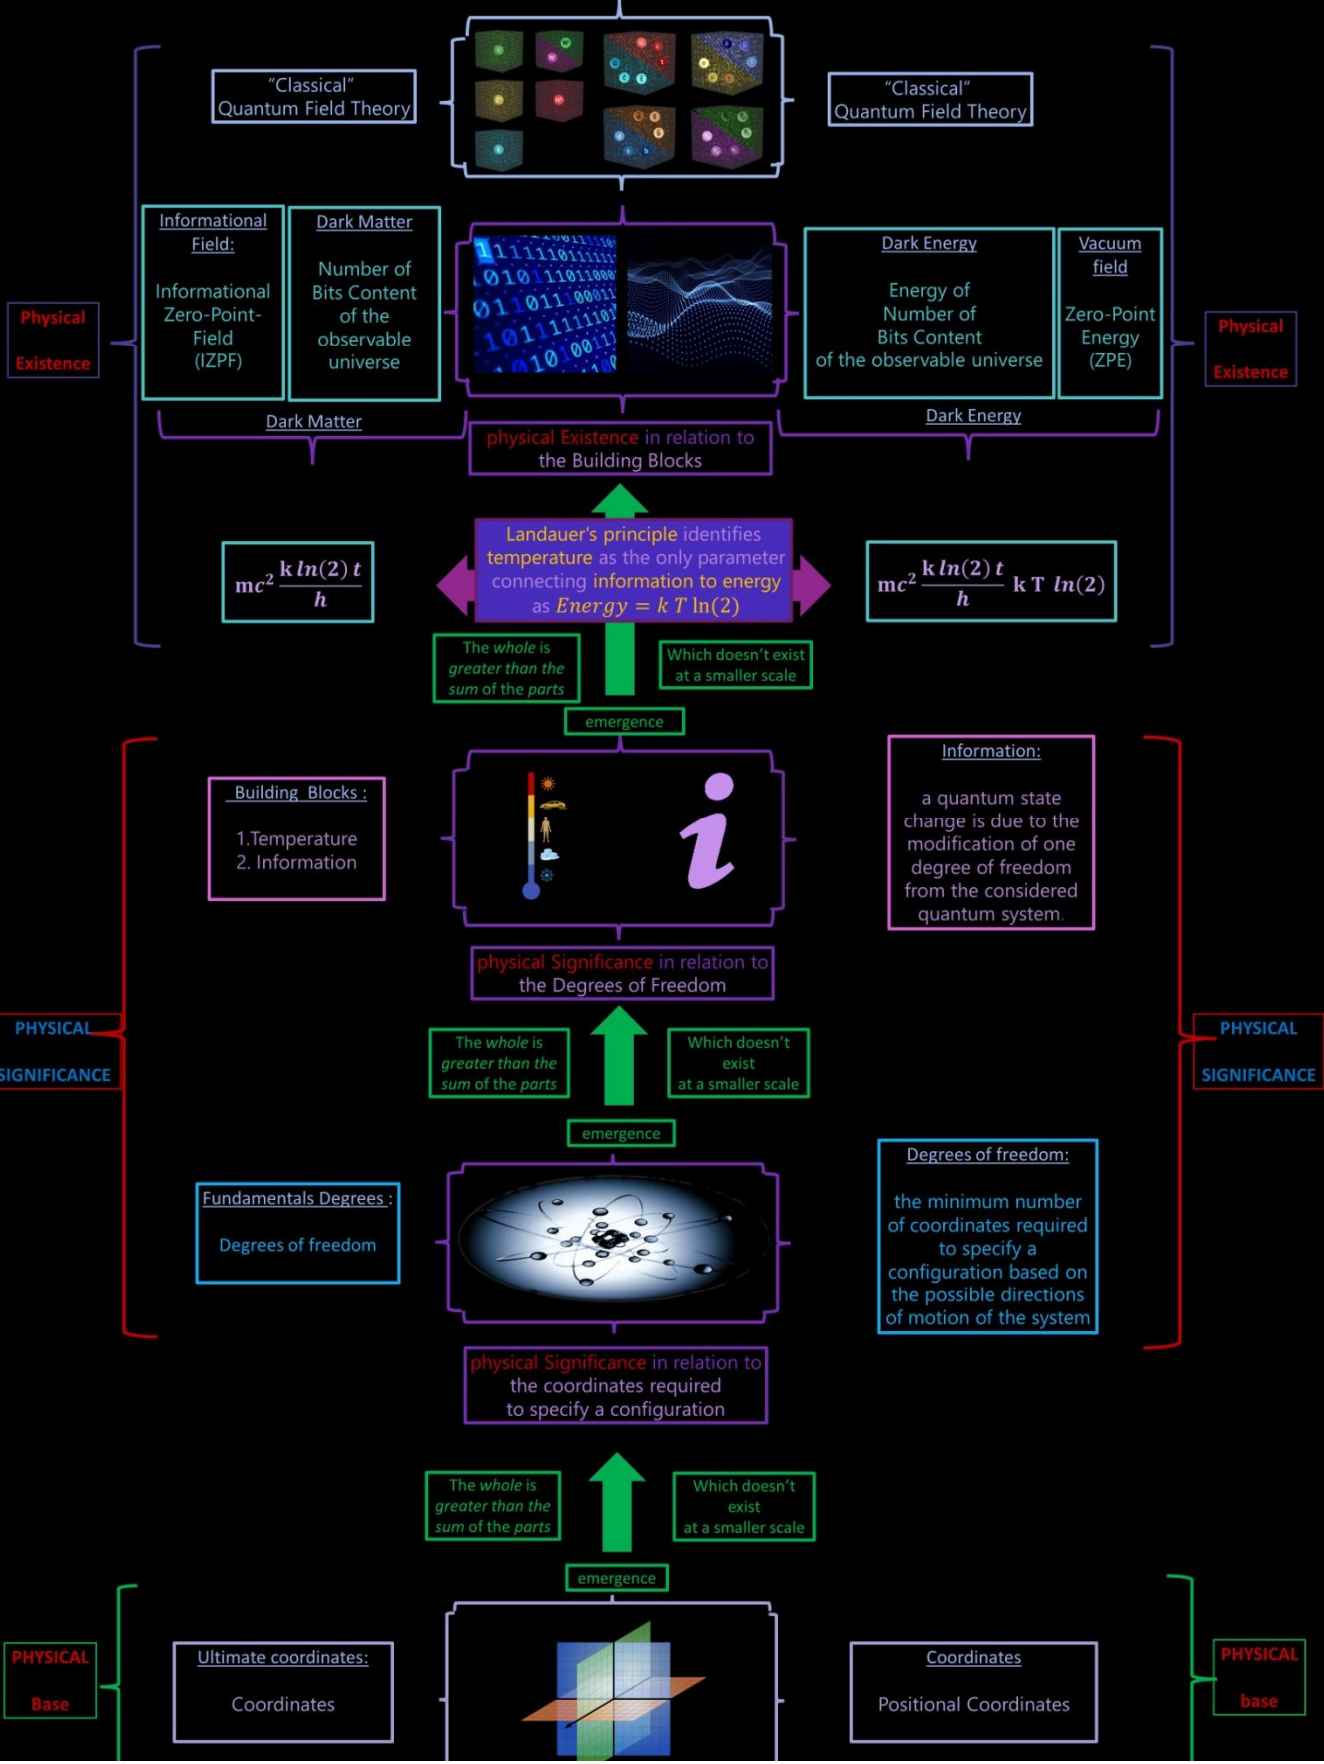 "Classical"
Quantum Field Theory
"Classical"
Quantum Field Theory
Informational
Field:
Informational
Zero-Point-
Field
(IZPF)
Dark Matter
Number of
Bits Content
of the
observable
universe
Dark Energy
Energy of
Number of
Bits Content
of the observable universe
Vacuum
field
Zero-Point
Energy
(ZPE)
Physical
Existence
Physical
Existence
Dark Matter
Dark Energy
physical Existence in relation to
the Building Blocks
mc² k ln(2) t / h
Landauer's principle identifies
temperature as the only parameter
connecting information to energy
as Energy = k T ln(2)
mc² k ln(2) t / h k T ln(2)
The whole is
greater than the
sum of the parts
Which doesn't exist
at a smaller scale
emergence
Building Blocks :
1.Temperature
2. Information
Information:
a quantum state
change is due to the
modification of one
degree of freedom
from the considered
quantum system.
physical Significance in relation to
the Degrees of Freedom
PHYSICAL
SIGNIFICANCE
PHYSICAL
SIGNIFICANCE
The whole is
greater than the
sum of the parts
Which doesn't
exist
at a smaller scale
emergence
Fundamentals Degrees :
Degrees of freedom
Degrees of freedom:
the minimum number
of coordinates required
to specify a
configuration based on
the possible directions
of motion of the system
physical Significance in relation to
the coordinates required
to specify a configuration
The whole is
greater than the
sum of the parts
Which doesn't
exist
at a smaller scale
emergence
PHYSICAL
Base
Ultimate coordinates:
Coordinates
Coordinates
Positional Coordinates
PHYSICAL
base